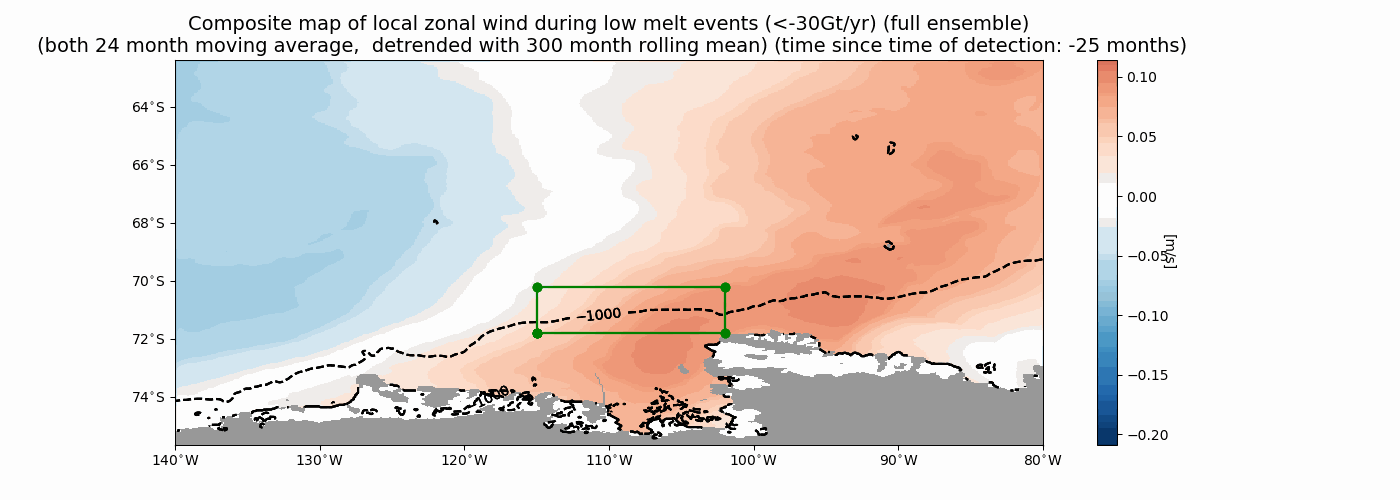 Composite map of local zonal wind during low melt events (<-30Gt/yr) (full ensemble)
(both 24 month moving average,  detrended with 300 month rolling mean) (time since time of detection: -25 months)
64°S
66°S
68°S
70°S
72°S
74°S
140°W
130°W
120°W
110°W
100°W
90°W
80°W
−1000
0.10
0.05
0.00
−0.05
−0.10
−0.15
−0.20
[m/s]